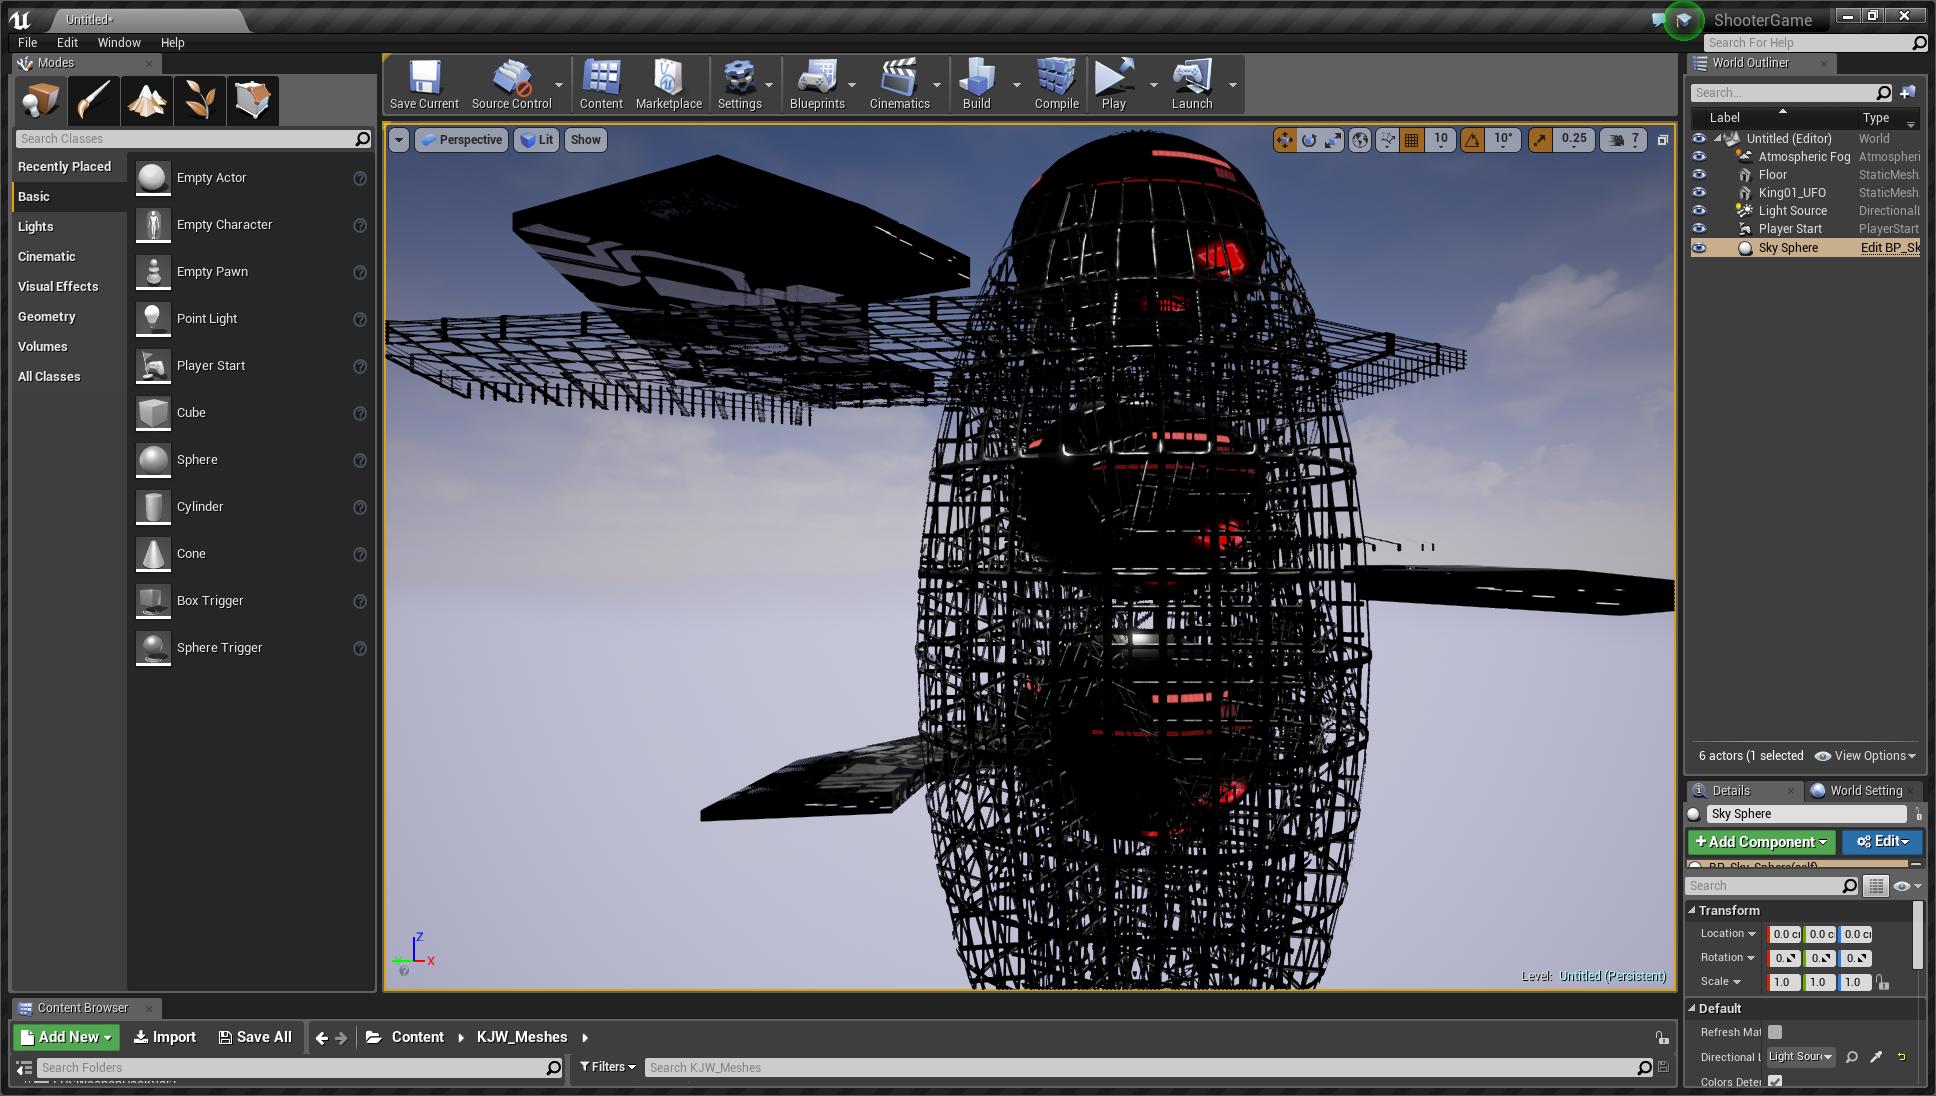 Untitled*
ShooterGame
File Edit Window Help
Search For Help
Modes
Search Classes
Recently Placed
Basic
Lights
Cinematic
Visual Effects
Geometry
Volumes
All Classes
Empty Actor
Empty Character
Empty Pawn
Point Light
Player Start
Cube
Sphere
Cylinder
Cone
Box Trigger
Sphere Trigger
Save Current Source Control Content Marketplace Settings Blueprints Cinematics Build Compile Play Launch
Perspective Lit Show
10 10° 0.25 7
Level: Untitled (Persistent)
World Outliner
Search...
Label Type
Untitled (Editor) World
Atmospheric Fog Atmospheri
Floor StaticMesh
King01_UFO StaticMesh
Light Source Directionall
Player Start PlayerStart
Sky Sphere Edit BP_Sk
6 actors (1 selected View Options
Details World Setting
Sky Sphere
+Add Component Edit
Search
Transform
Location 0.0 c 0.0 c 0.0 c
Rotation 0. 0. 0.
Scale 1.0 1.0 1.0
Default
Refresh Mat
Directional L Light Sour
Colors Deter
Content Browser
Add New Import Save All Content KJW_Meshes
Search Folders Filters Search KJW_Meshes